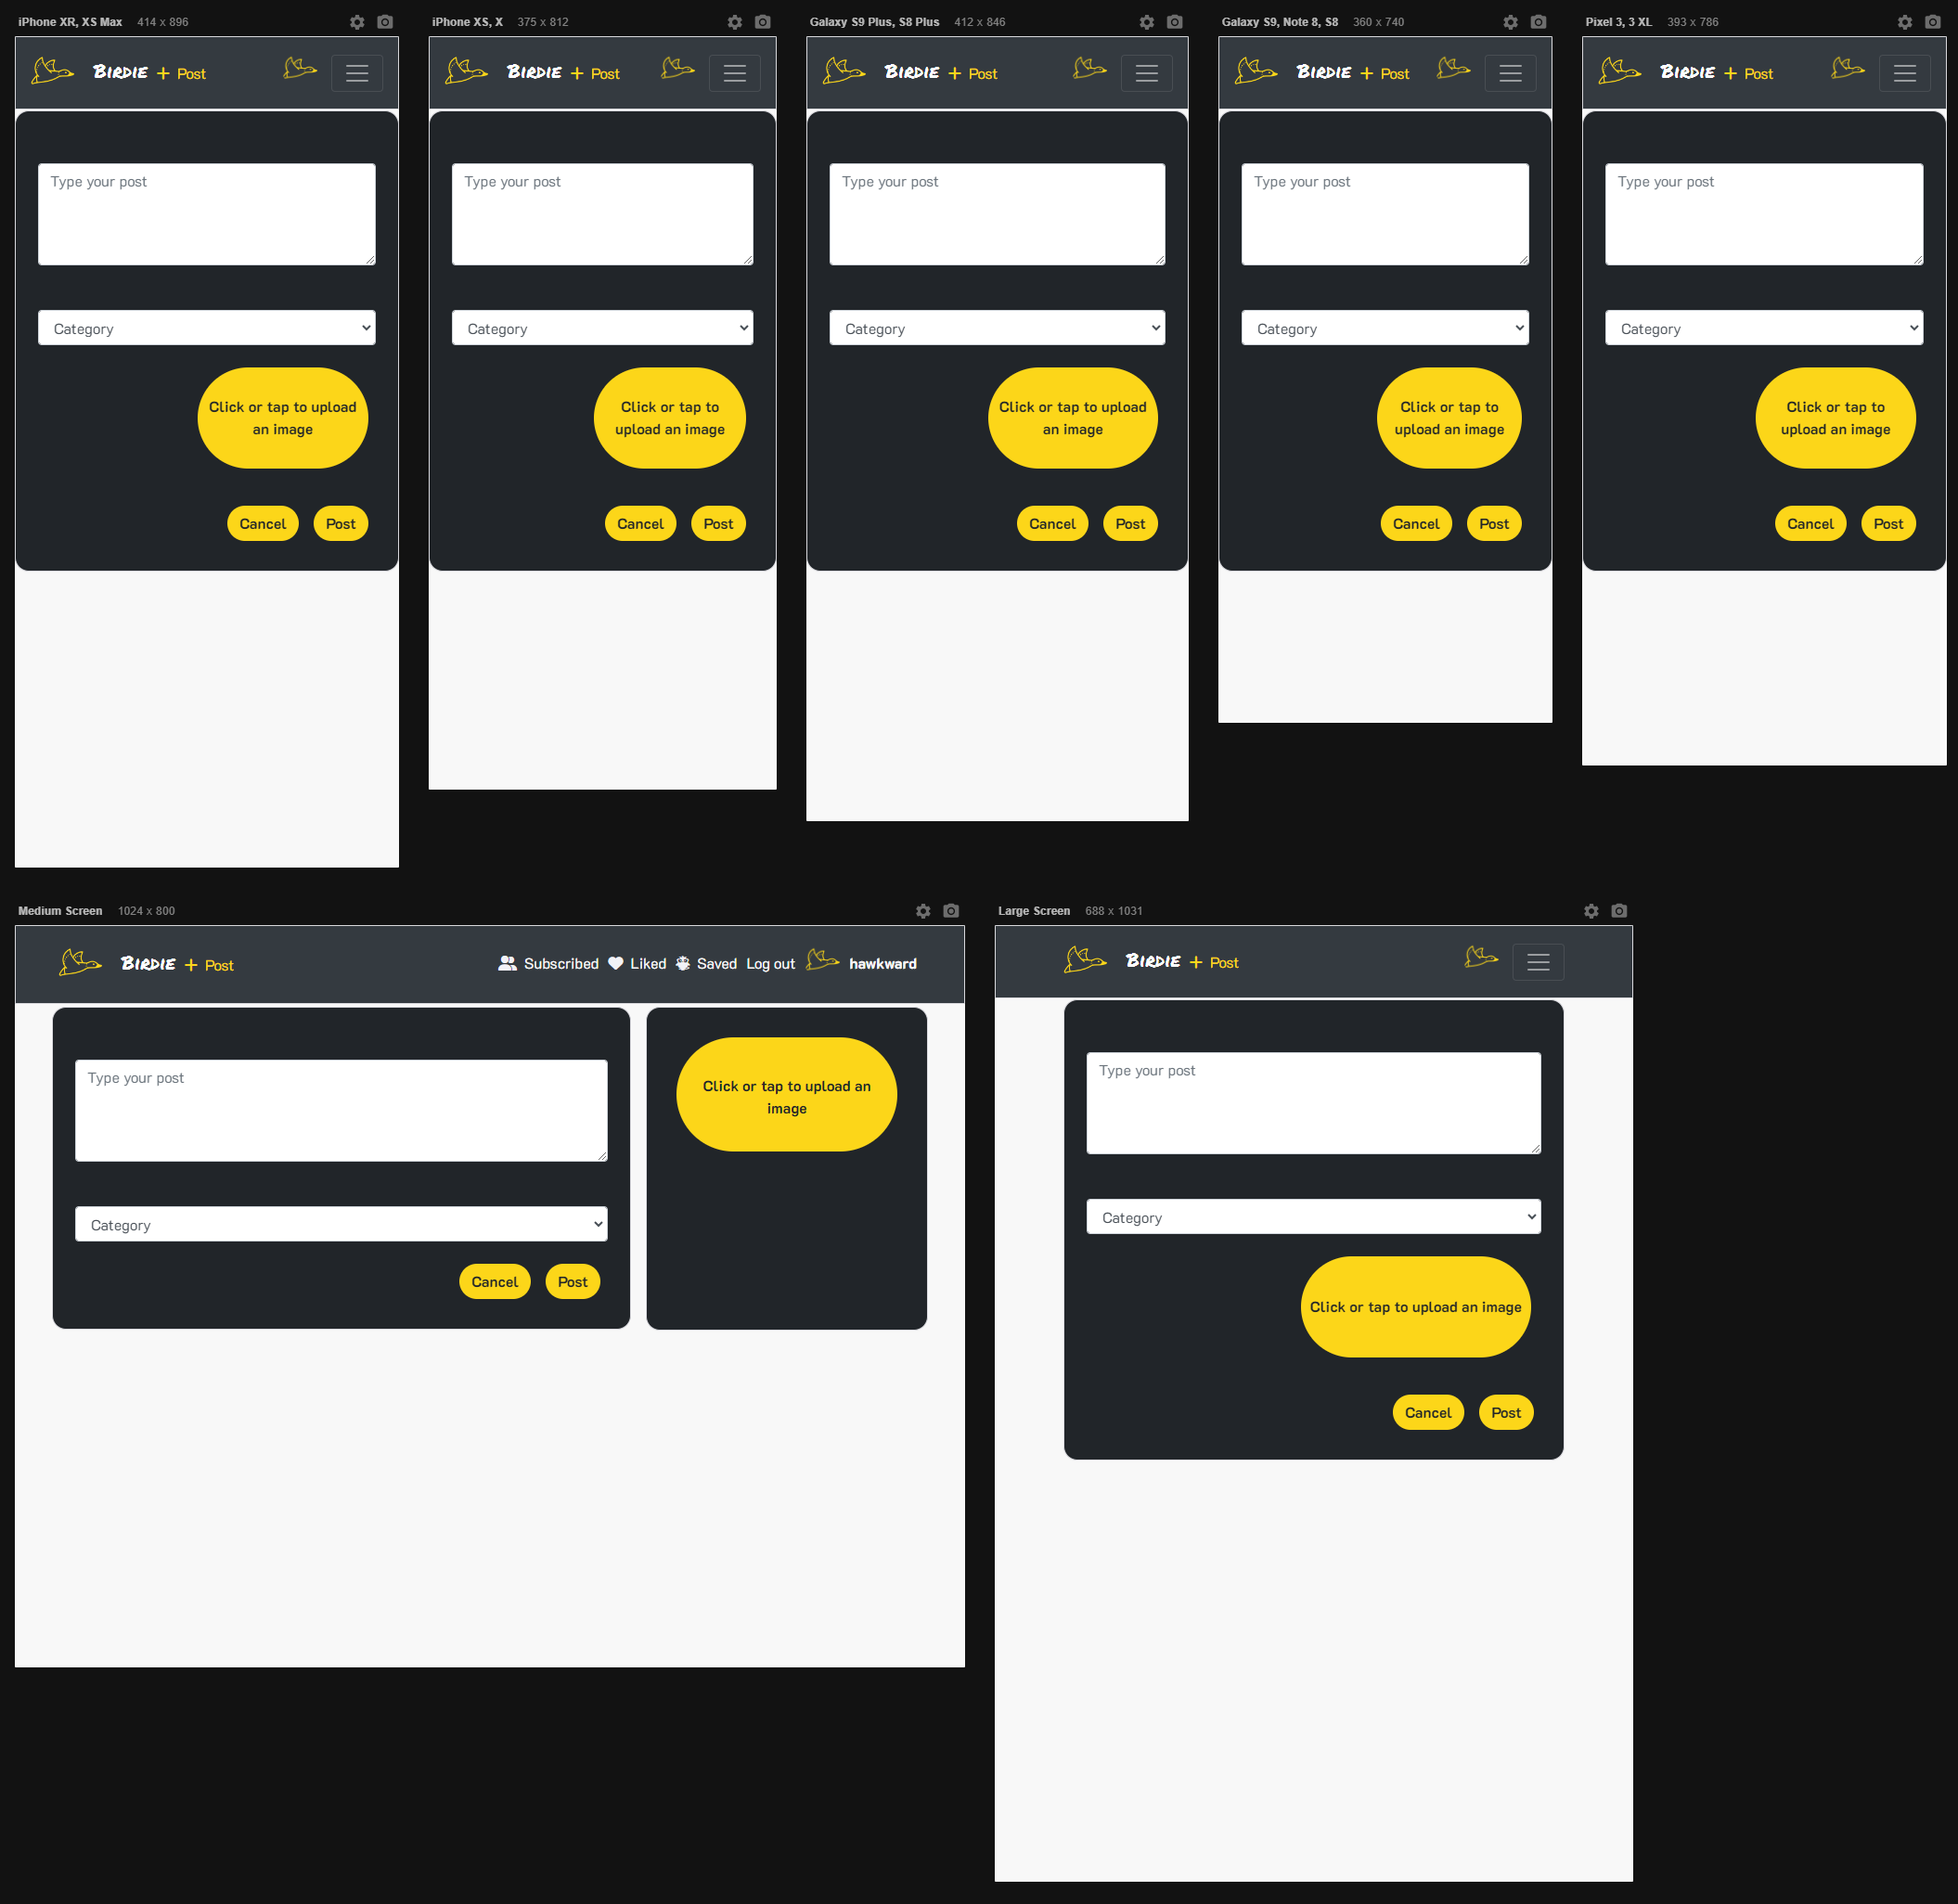 iPhone XR, XS Max 414 x 896
BIRDIE + Post
Type your post
Category
Click or tap to upload
an image
Cancel Post
iPhone XS, X 375 x 812
BIRDIE + Post
Type your post
Category
Click or tap to
upload an image
Cancel Post
Galaxy S9 Plus, S8 Plus 412 x 846
BIRDIE + Post
Type your post
Category
Click or tap to upload
an image
Cancel Post
Galaxy S9, Note 8, S8 360 x 740
BIRDIE + Post
Type your post
Category
Click or tap to
upload an image
Cancel Post
Pixel 3, 3 XL 393 x 786
BIRDIE + Post
Type your post
Category
Click or tap to
upload an image
Cancel Post
Medium Screen 1024 x 800
BIRDIE + Post Subscribed Liked Saved Log out hawkward
Type your post
Category
Cancel Post
Click or tap to upload an
image
Large Screen 688 x 1031
BIRDIE + Post
Type your post
Category
Click or tap to upload an image
Cancel Post